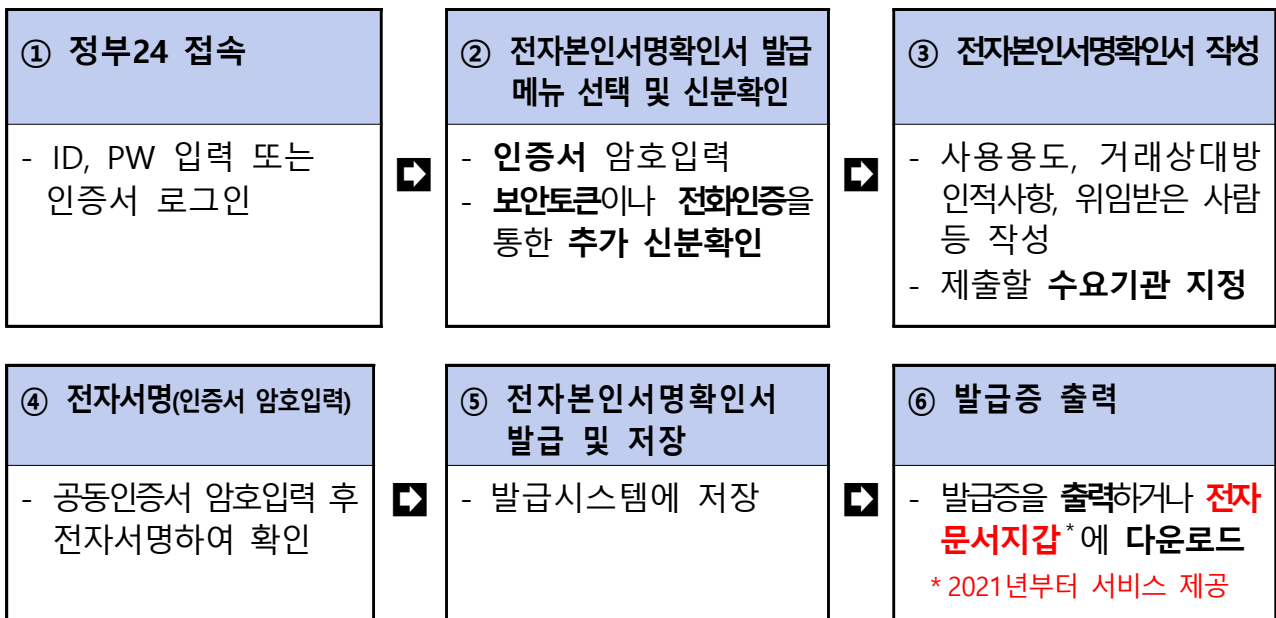 ① 정부24 접속
- ID, PW 입력 또는
인증서 로그인
② 전자본인서명확인서 발급
메뉴 선택 및 신분확인
- 인증서 암호입력
- 보안토큰이나 전화인증을
통한 추가 신분확인
③ 전자본인서명확인서 작성
- 사용용도, 거래상대방
인적사항, 위임받은 사람
등 작성
- 제출할 수요기관 지정
④ 전자서명(인증서 암호입력)
- 공동인증서 암호입력 후
전자서명하여 확인
⑤ 전자본인서명확인서
발급 및 저장
- 발급시스템에 저장
⑥ 발급증 출력
- 발급증을 출력하거나 전자
문서지갑*에 다운로드
* 2021년부터 서비스 제공